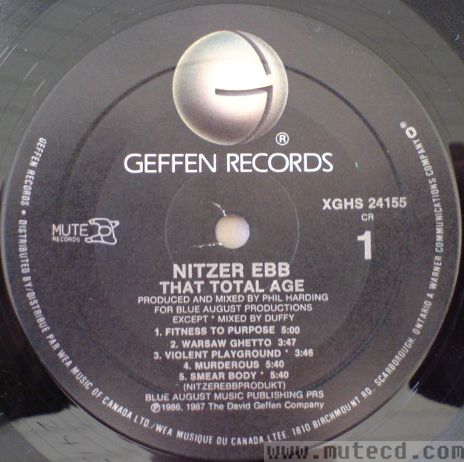 ®
GEFFEN RECORDS
XGHS 24155
CR
1
MUTE
RECORDS
NITZER EBB
THAT TOTAL AGE
PRODUCED AND MIXED BY PHIL HARDING
FOR BLUE AUGUST PRODUCTIONS
EXCEPT * MIXED BY DUFFY
1. FITNESS TO PURPOSE 5:00
2. WARSAW GHETTO 3:47
3. VIOLENT PLAYGROUND * 3:46
4. MURDEROUS 5:40
5. SMEAR BODY * 5:40
(NITZEREBBPRODUKT)
BLUE AUGUST MUSIC PUBLISHING PRS
℗1986, 1987 The David Geffen Company
GEFFEN RECORDS • DISTRIBUTED BY/DISTRIBUÉ PAR WEA MUSIC OF CANADA LTD./WEA MUSIQUE DU CANADA LTEE. 1810 BIRCHMOUNT RD. SCARBOROUGH, ONTARIO A WARNER COMMUNICATIONS COMPANY
www.mutecd.com